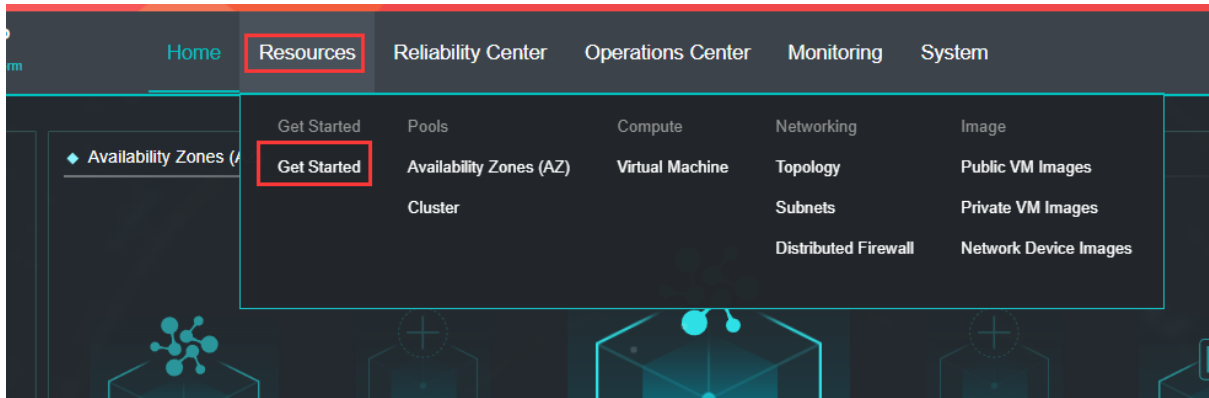 Home Resources Reliability Center Operations Center Monitoring System
rm
Get Started Pools Compute Networking Image
Availability Zones (
Get Started Availability Zones (AZ) Virtual Machine Topology Public VM Images
Cluster Subnets Private VM Images
Distributed Firewall Network Device Images